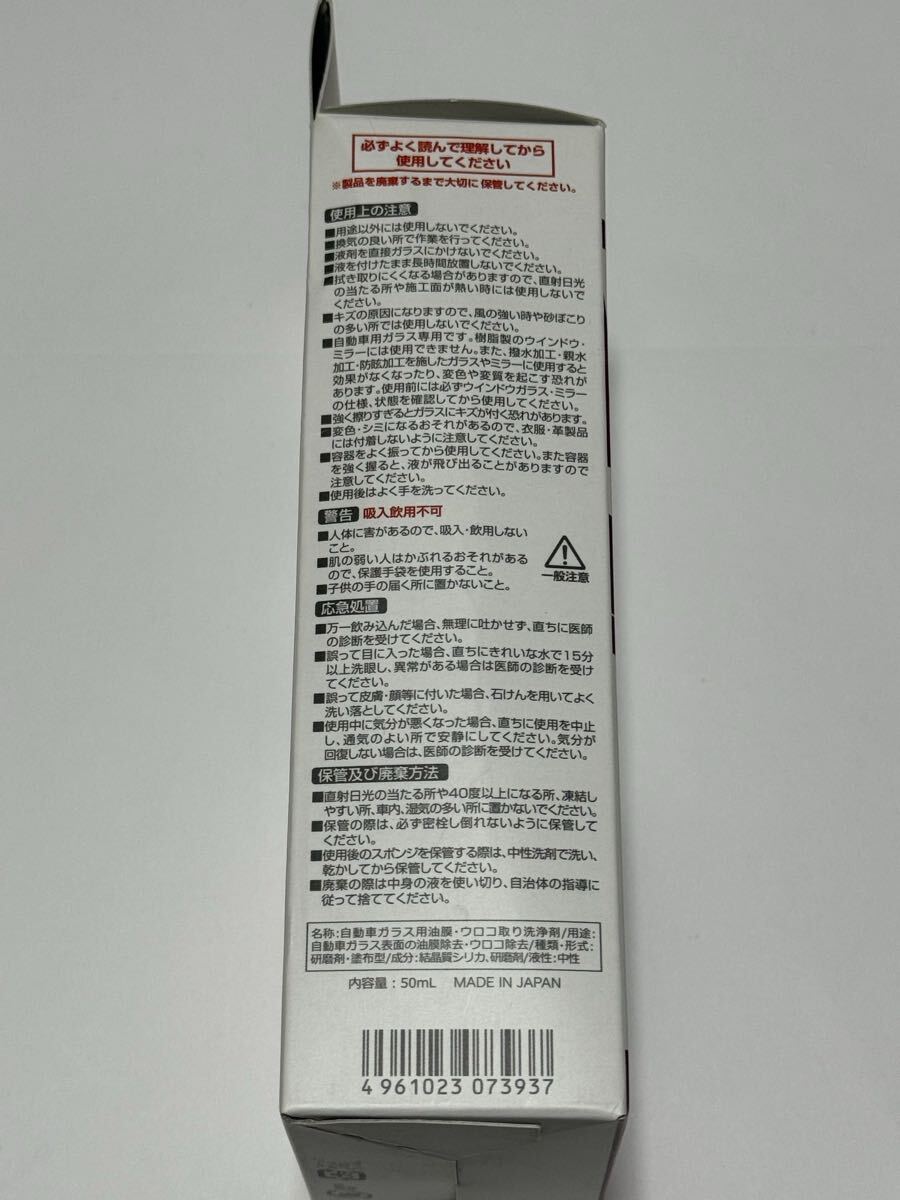 必ずよく読んで理解してから
使用してください
※製品を廃棄するまで大切に保管してください。
使用上の注意
■用途以外には使用しないでください。
■換気の良い所で作業を行ってください。
■液剤を直接ガラスにかけないでください。
■液を付けたまま長時間放置しないでください。
■拭き取りにくくなる場合がありますので、直射日光
の当たる所や施工面が熱い時には使用しないで
ください。
■キズの原因になりますので、風の強い時や砂ぼこり
の多い所では使用しないでください。
■自動車用ガラス専用です。樹脂製のウインドウ・
ミラーには使用できません。また、撥水加工・親水
加工・防眩加工を施したガラスやミラーに使用すると
効果がなくなったり、変色や変質を起こす恐れが
あります。使用前には必ずウインドウガラス・ミラー
の仕様、状態を確認してから使用してください。
■強く擦りすぎるとガラスにキズが付く恐れがあります。
■変色・シミになるおそれがあるので、衣服・革製品
には付着しないように注意してください。
■容器をよく振ってから使用してください。また容器
を強く握ると、液が飛び出ることがありますので
注意してください。
■使用後はよく手を洗ってください。
警告 吸入飲用不可
■人体に害があるので、吸入・飲用しない
こと。
■肌の弱い人はかぶれるおそれがある
ので、保護手袋を使用すること。
■子供の手の届く所に置かないこと。
一般注意
応急処置
■万一飲み込んだ場合、無理に吐かせず、直ちに医師
の診断を受けてください。
■誤って目に入った場合、直ちにきれいな水で15分
以上洗眼し、異常がある場合は医師の診断を受け
てください。
■誤って皮膚・顔等に付いた場合、石けんを用いてよく
洗い落としてください。
■使用中に気分が悪くなった場合、直ちに使用を中止
し、通気のよい所で安静にしてください。気分が
回復しない場合は、医師の診断を受けてください。
保管及び廃棄方法
■直射日光の当たる所や40度以上になる所、凍結し
やすい所、車内、湿気の多い所に置かないでください。
■保管の際は、必ず密栓し倒れないように保管して
ください。
■使用後のスポンジを保管する際は、中性洗剤で洗い、
乾かしてから保管してください。
■廃棄の際は中身の液を使い切り、自治体の指導に
従って捨ててください。
名称:自動車ガラス用油膜・ウロコ取り洗浄剤/用途:
自動車ガラス表面の油膜除去・ウロコ除去/種類・形式:
研磨剤・塗布型/成分:結晶質シリカ、研磨剤/液性:中性
内容量:50mL MADE IN JAPAN
4 961023 073937